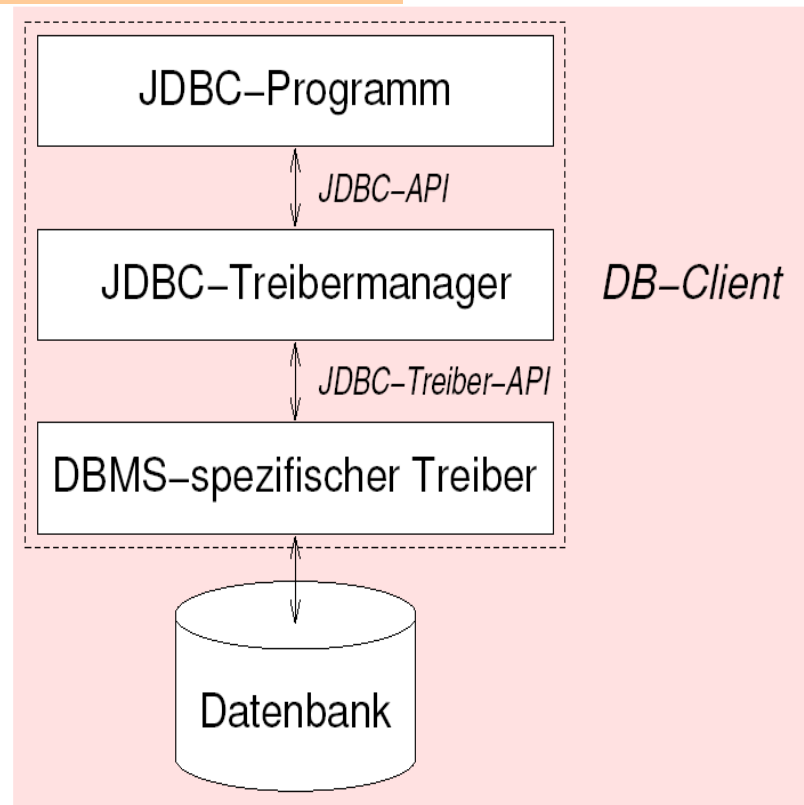 JDBC–Programm
JDBC–API
JDBC–Treibermanager
DB–Client
JDBC–Treiber–API
DBMS–spezifischer Treiber
Datenbank